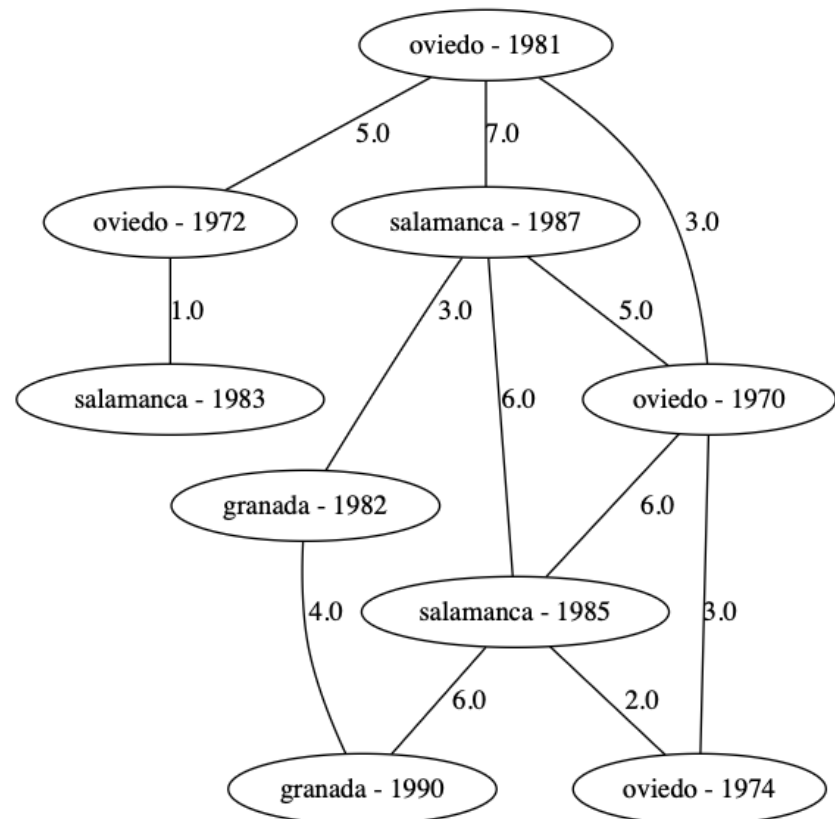 oviedo - 1981
5.0
7.0
oviedo - 1972
salamanca - 1987
3.0
1.0
3.0
5.0
salamanca - 1983
6.0
oviedo - 1970
granada - 1982
6.0
4.0
salamanca - 1985
3.0
6.0
2.0
granada - 1990
oviedo - 1974